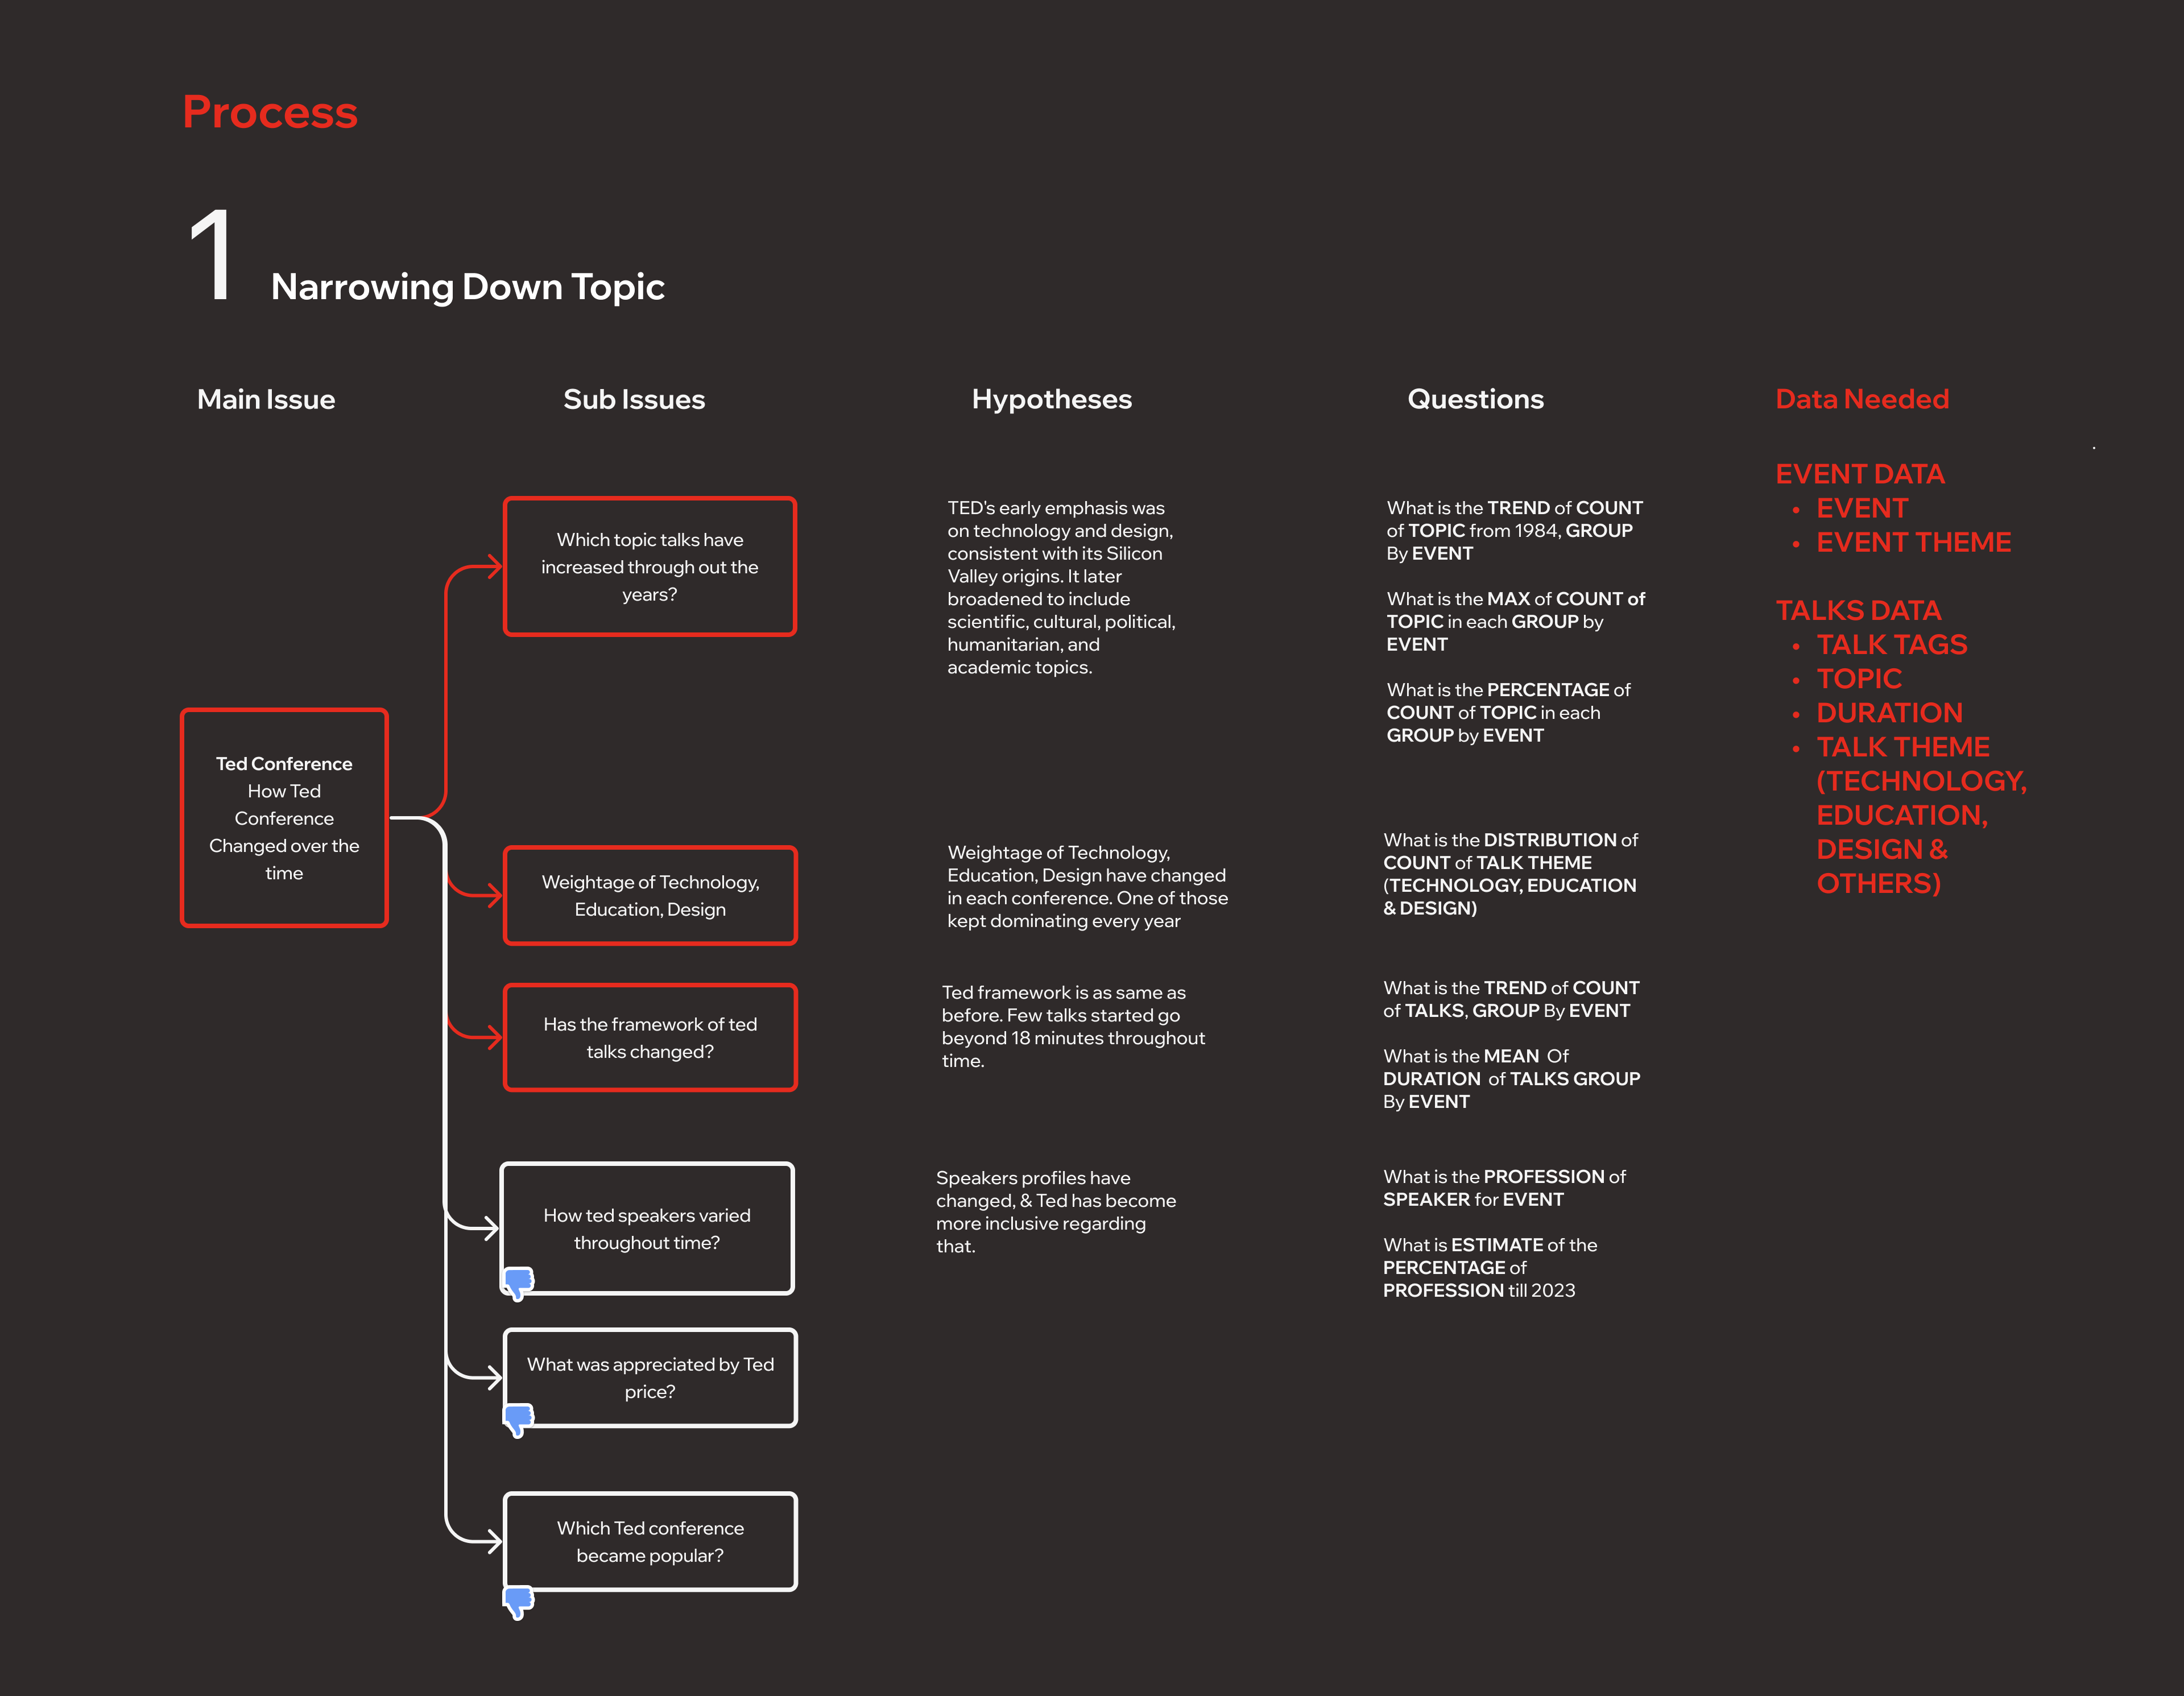 Process
1 Narrowing Down Topic
Main Issue
Sub Issues
Hypotheses
Questions
Data Needed
Ted Conference
How Ted
Conference
Changed over the
time
Which topic talks have
increased through out the
years?
Weightage of Technology,
Education, Design
Has the framework of ted
talks changed?
How ted speakers varied
throughout time?
What was appreciated by Ted
price?
Which Ted conference
became popular?
TED's early emphasis was
on technology and design,
consistent with its Silicon
Valley origins. It later
broadened to include
scientific, cultural, political,
humanitarian, and
academic topics.
Weightage of Technology,
Education, Design have changed
in each conference. One of those
kept dominating every year
Ted framework is as same as
before. Few talks started go
beyond 18 minutes throughout
time.
Speakers profiles have
changed, & Ted has become
more inclusive regarding
that.
What is the TREND of COUNT
of TOPIC from 1984, GROUP
By EVENT
What is the MAX of COUNT of
TOPIC in each GROUP by
EVENT
What is the PERCENTAGE of
COUNT of TOPIC in each
GROUP by EVENT
What is the DISTRIBUTION of
COUNT of TALK THEME
(TECHNOLOGY, EDUCATION
& DESIGN)
What is the TREND of COUNT
of TALKS, GROUP By EVENT
What is the MEAN Of
DURATION of TALKS GROUP
By EVENT
What is the PROFESSION of
SPEAKER for EVENT
What is ESTIMATE of the
PERCENTAGE of
PROFESSION till 2023
EVENT DATA
• EVENT
• EVENT THEME
TALKS DATA
• TALK TAGS
• TOPIC
• DURATION
• TALK THEME
(TECHNOLOGY,
EDUCATION,
DESIGN &
OTHERS)